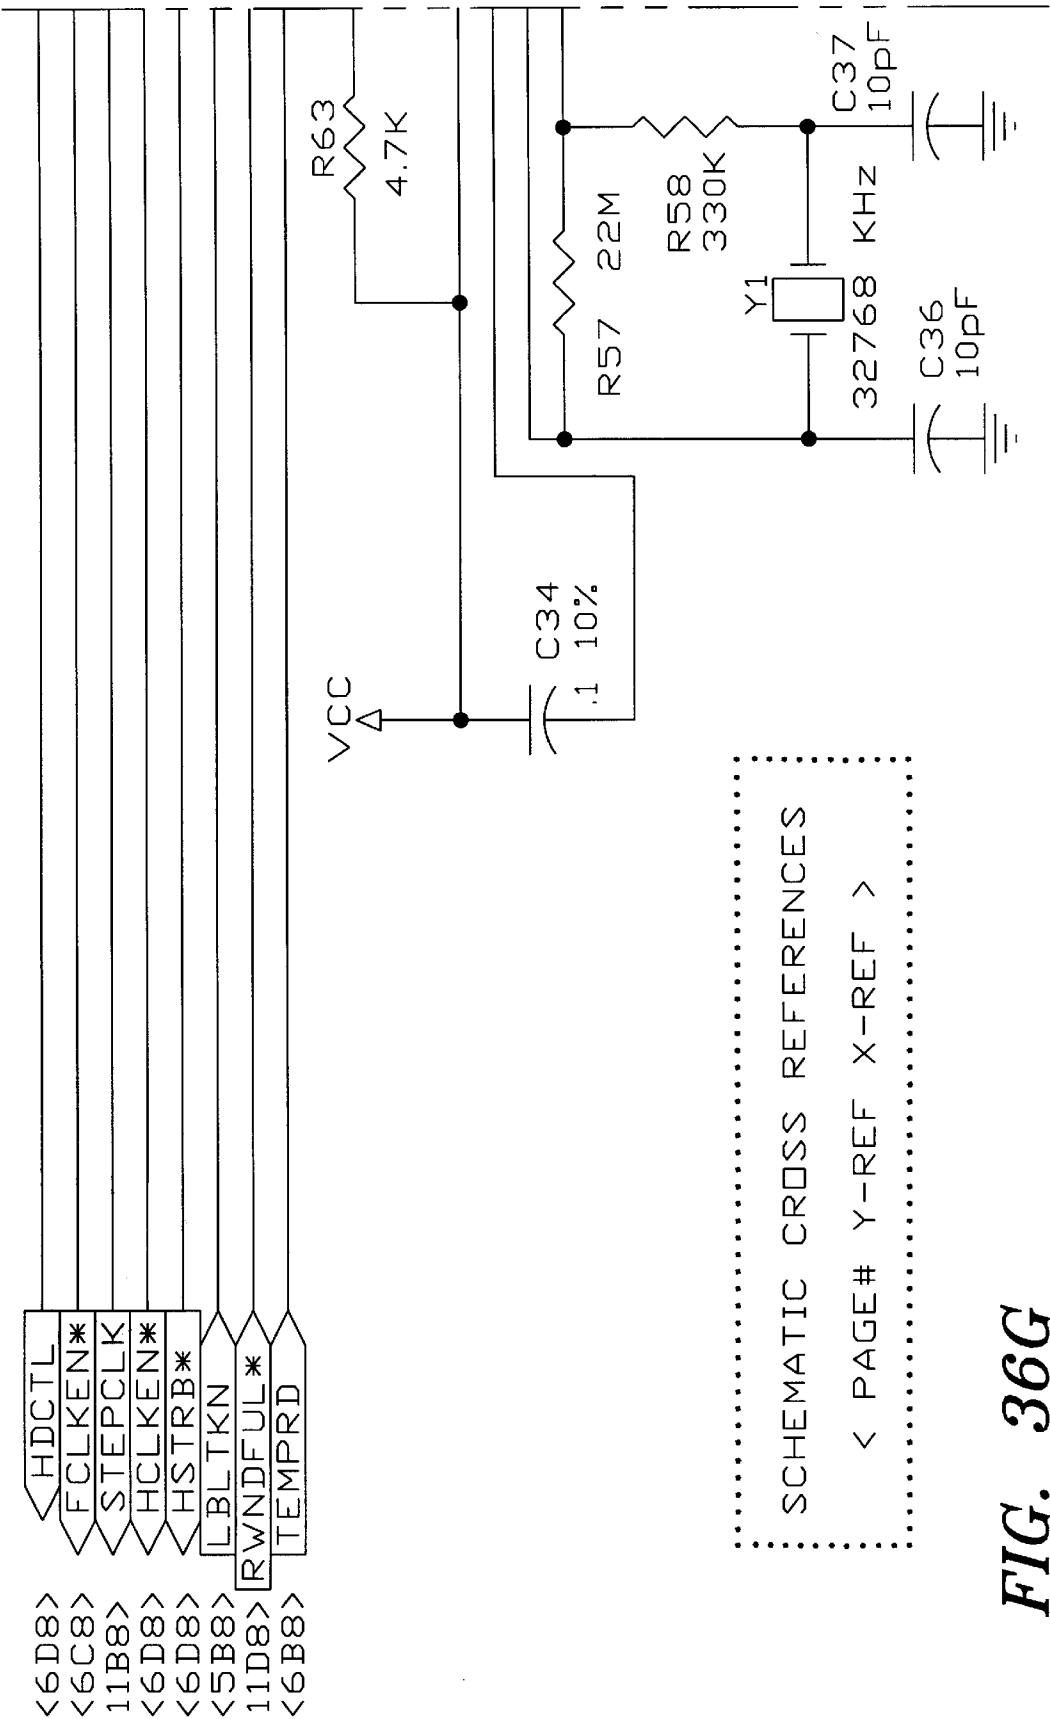 <6D8> HDCTL
<6C8> FCLKEN*
11B8> STEPCLK
<6D8> HCLKEN*
<6D8> HSTRB*
<5B8> LBLTKN
11D8> RWNDFUL*
<6B8> TEMPRD
R63
4.7K
VCC
C34
.1 10%
R57 22M
R58
330K
Y1
32768 KHz
C37
10pF
C36
10pF
SCHEMATIC CROSS REFERENCES
< PAGE# Y-REF X-REF >
FIG. 36G